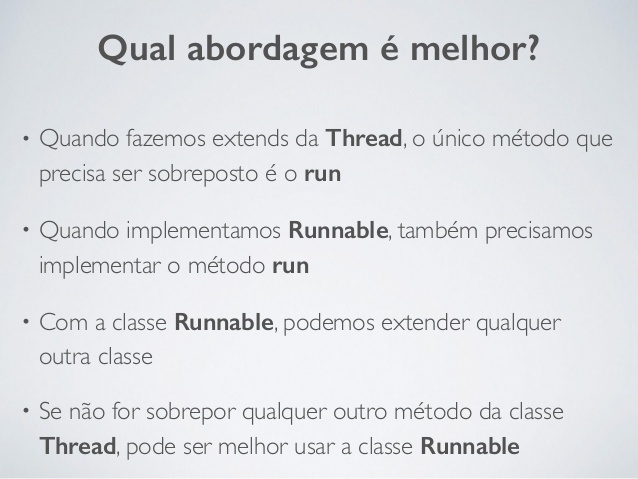 Qual abordagem é melhor?
• Quando fazemos extends da Thread, o único método que
precisa ser sobreposto é o run
• Quando implementamos Runnable, também precisamos
implementar o método run
• Com a classe Runnable, podemos extender qualquer
outra classe
• Se não for sobrepor qualquer outro método da classe
Thread, pode ser melhor usar a classe Runnable